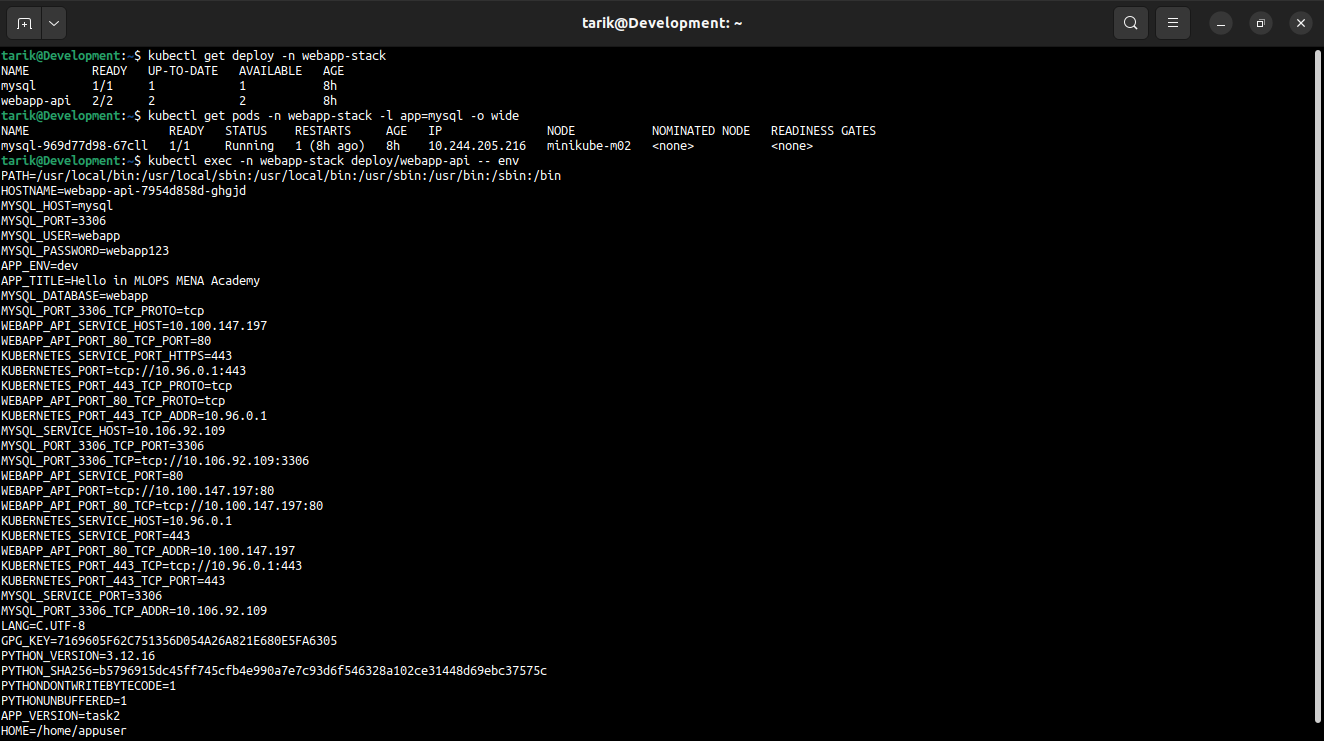 tarik@Development: ~
tarik@Development:~$ kubectl get deploy -n webapp-stack
NAME         READY   UP-TO-DATE   AVAILABLE   AGE
mysql        1/1     1            1           8h
webapp-api   2/2     2            2           8h
tarik@Development:~$ kubectl get pods -n webapp-stack -l app=mysql -o wide
NAME                    READY   STATUS    RESTARTS     AGE   IP               NODE           NOMINATED NODE   READINESS GATES
mysql-969d77d98-67cll   1/1     Running   1 (8h ago)   8h    10.244.205.216   minikube-m02   <none>           <none>
tarik@Development:~$ kubectl exec -n webapp-stack deploy/webapp-api -- env
PATH=/usr/local/bin:/usr/local/sbin:/usr/local/bin:/usr/sbin:/usr/bin:/sbin:/bin
HOSTNAME=webapp-api-7954d858d-ghgjd
MYSQL_HOST=mysql
MYSQL_PORT=3306
MYSQL_USER=webapp
MYSQL_PASSWORD=webapp123
APP_ENV=dev
APP_TITLE=Hello in MLOPS MENA Academy
MYSQL_DATABASE=webapp
MYSQL_PORT_3306_TCP_PROTO=tcp
WEBAPP_API_SERVICE_HOST=10.100.147.197
WEBAPP_API_PORT_80_TCP_PORT=80
KUBERNETES_SERVICE_PORT_HTTPS=443
KUBERNETES_PORT=tcp://10.96.0.1:443
KUBERNETES_PORT_443_TCP_PROTO=tcp
WEBAPP_API_PORT_80_TCP_PROTO=tcp
KUBERNETES_PORT_443_TCP_ADDR=10.96.0.1
MYSQL_SERVICE_HOST=10.106.92.109
MYSQL_PORT_3306_TCP_PORT=3306
MYSQL_PORT_3306_TCP=tcp://10.106.92.109:3306
WEBAPP_API_SERVICE_PORT=80
WEBAPP_API_PORT=tcp://10.100.147.197:80
WEBAPP_API_PORT_80_TCP=tcp://10.100.147.197:80
KUBERNETES_SERVICE_HOST=10.96.0.1
KUBERNETES_SERVICE_PORT=443
WEBAPP_API_PORT_80_TCP_ADDR=10.100.147.197
KUBERNETES_PORT_443_TCP=tcp://10.96.0.1:443
KUBERNETES_PORT_443_TCP_PORT=443
MYSQL_SERVICE_PORT=3306
MYSQL_PORT_3306_TCP_ADDR=10.106.92.109
LANG=C.UTF-8
GPG_KEY=7169605F62C751356D054A26A821E680E5FA6305
PYTHON_VERSION=3.12.16
PYTHON_SHA256=b5796915dc45ff745cfb4e990a7e7c93d6f546328a102ce31448d69ebc37575c
PYTHONDONTWRITEBYTECODE=1
PYTHONUNBUFFERED=1
APP_VERSION=task2
HOME=/home/appuser